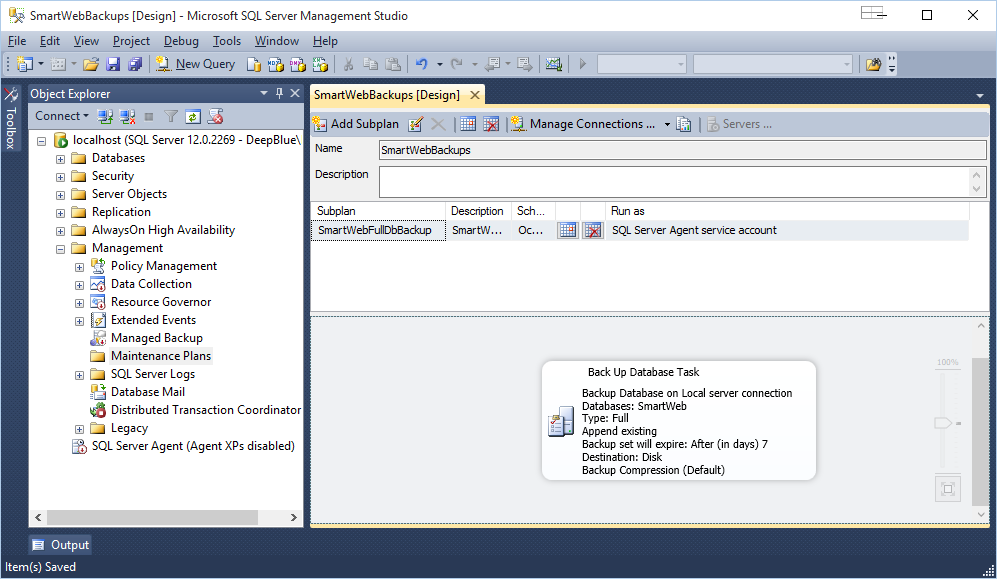 SmartWebBackups [Design] - Microsoft SQL Server Management Studio
File Edit View Project Debug Tools Window Help
New Query
Toolbox
Object Explorer
Connect
localhost (SQL Server 12.0.2269 - DeepBlue\
Databases
Security
Server Objects
Replication
AlwaysOn High Availability
Management
Policy Management
Data Collection
Resource Governor
Extended Events
Managed Backup
Maintenance Plans
SQL Server Logs
Database Mail
Distributed Transaction Coordinator
Legacy
SQL Server Agent (Agent XPs disabled)
SmartWebBackups [Design]
Add Subplan Manage Connections ... Servers ...
Name SmartWebBackups
Description
Subplan Description Sch... Run as
SmartWebFullDbBackup SmartW... Oc... SQL Server Agent service account
100%
Back Up Database Task
Backup Database on Local server connection
Databases: SmartWeb
Type: Full
Append existing
Backup set will expire: After (in days) 7
Destination: Disk
Backup Compression (Default)
Output
Item(s) Saved